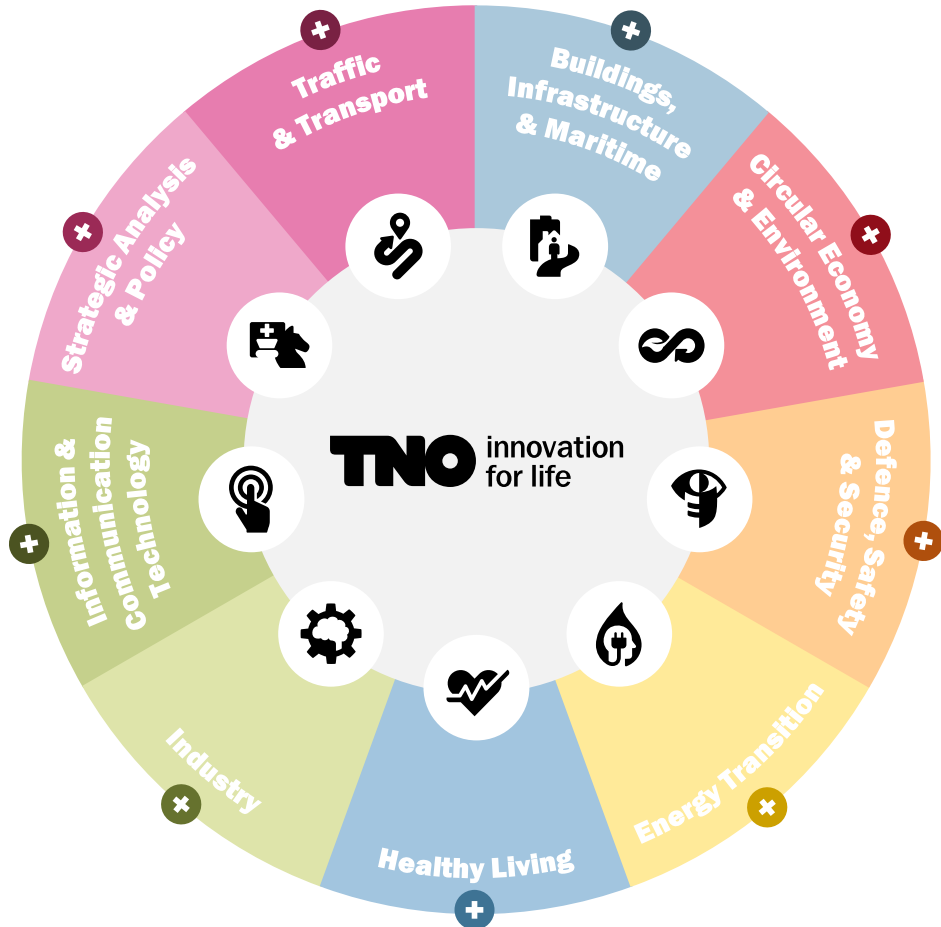 Traffic
& Transport
Buildings,
Infrastructure
& Maritime
Circular Economy
& Environment
Defence, Safety
& Security
Energy Transition
Healthy Living
Industry
Information &
Communication
Technology
Strategic Analysis
& Policy
TNO innovation
for life